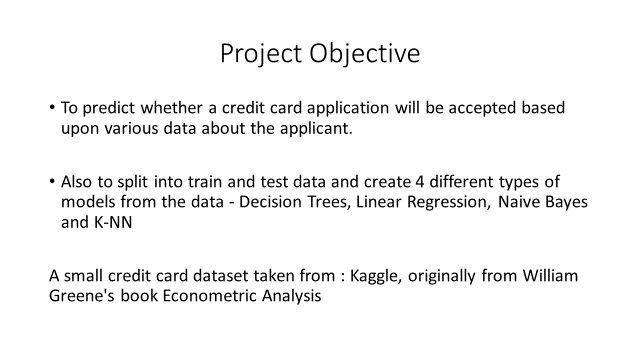 Project Objective
• To predict whether a credit card application will be accepted based
upon various data about the applicant.
• Also to split into train and test data and create 4 different types of
models from the data - Decision Trees, Linear Regression, Naive Bayes
and K-NN
A small credit card dataset taken from : Kaggle, originally from William
Greene's book Econometric Analysis